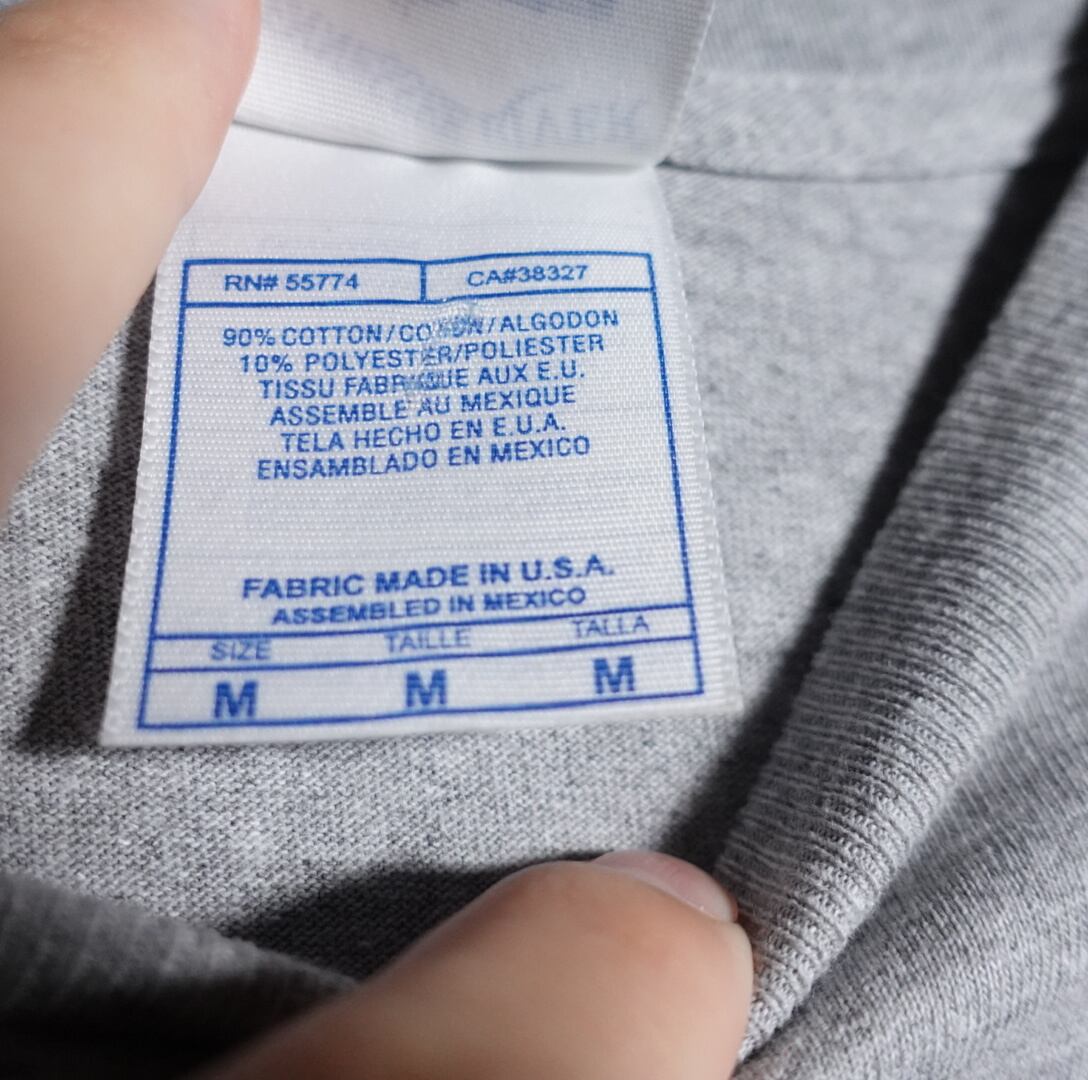 RN# 55774
CA#38327
90% COTTON/COTON/ALGODON
10% POLYESTER/POLIESTER
TISSU FABRIQUE AUX E.U.
ASSEMBLE AU MEXIQUE
TELA HECHO EN E.U.A.
ENSAMBLADO EN MEXICO
FABRIC MADE IN U.S.A.
ASSEMBLED IN MEXICO
SIZE TAILLE TALLA
M M M